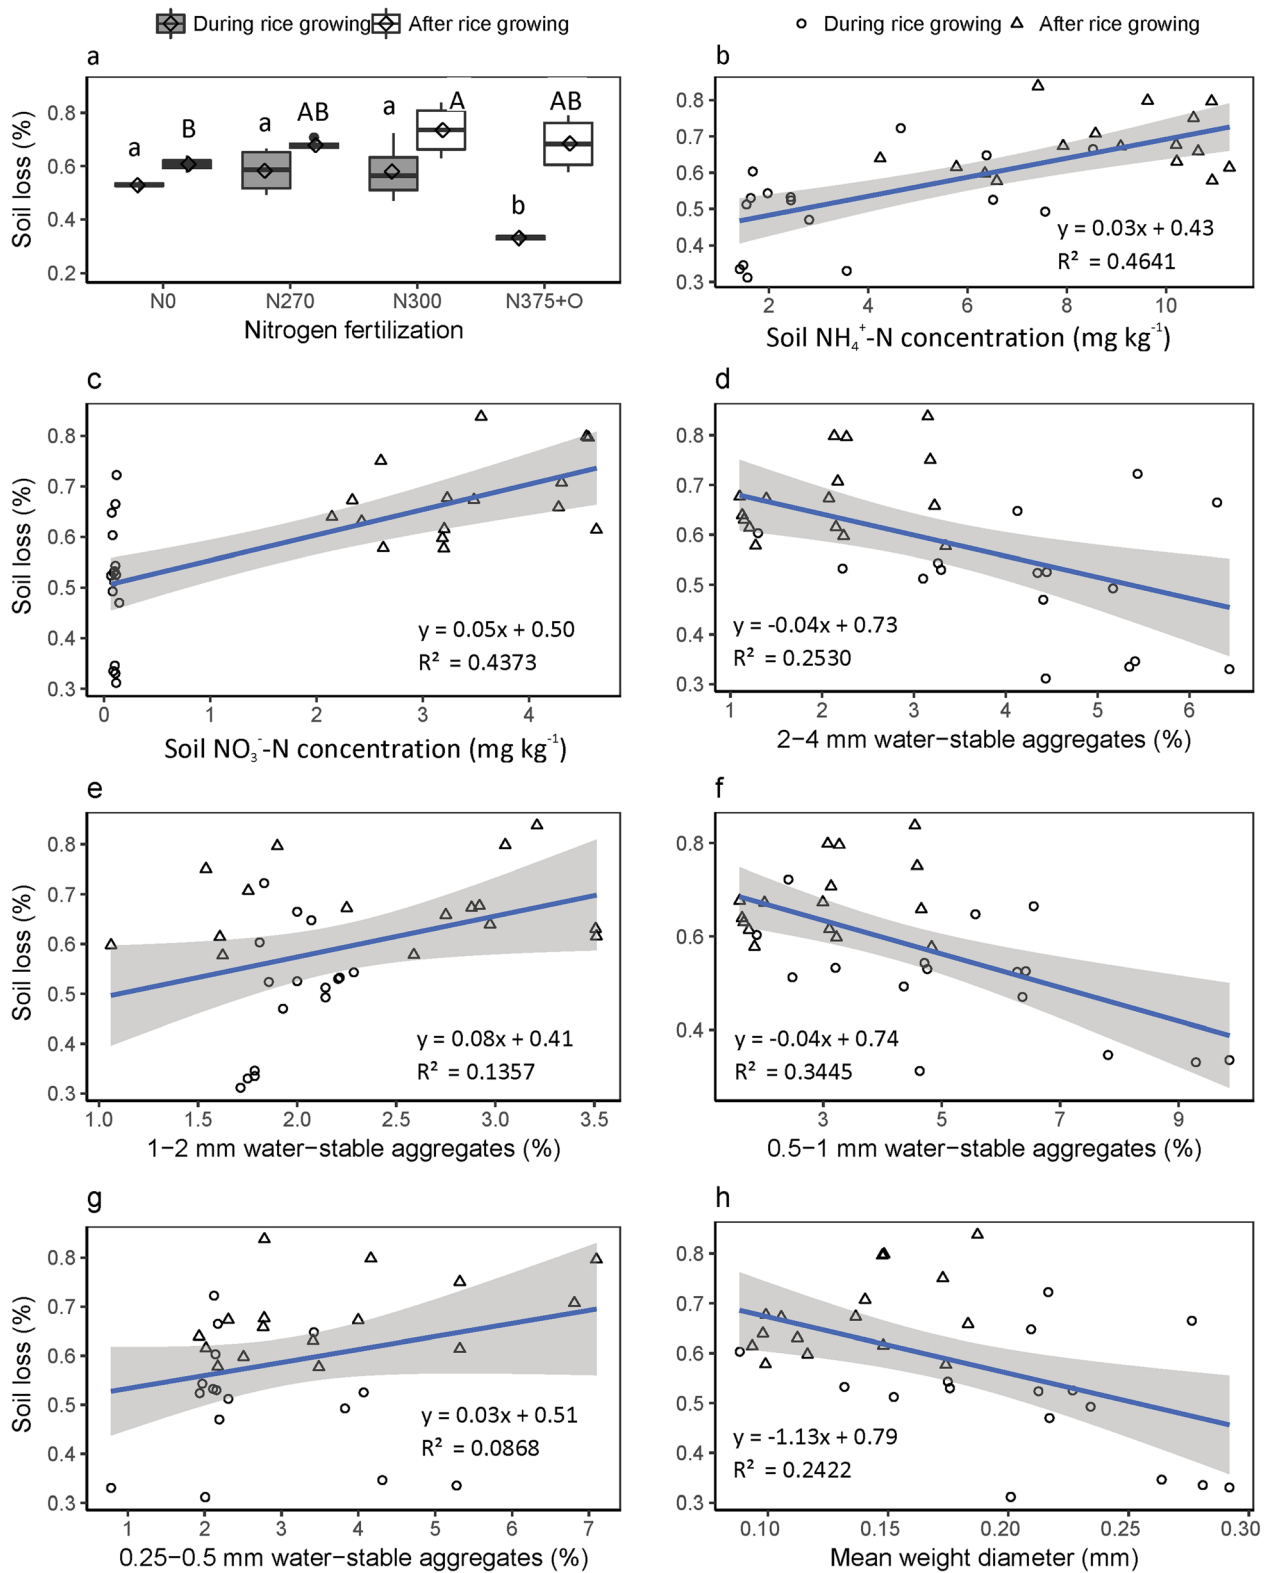 During rice growing After rice growing
During rice growing After rice growing
a
Soil loss (%)
0.8
0.6
0.4
0.2
a B a AB a A b AB
N0 N270 N300 N375+O
Nitrogen fertilization
b
0.8
0.7
0.6
0.5
0.4
0.3
y = 0.03x + 0.43
R² = 0.4641
2 4 6 8 10
Soil NH₄⁺-N concentration (mg kg⁻¹)
c
Soil loss (%)
0.8
0.7
0.6
0.5
0.4
0.3
y = 0.05x + 0.50
R² = 0.4373
0 1 2 3 4
Soil NO₃⁻-N concentration (mg kg⁻¹)
d
0.8
0.7
0.6
0.5
0.4
0.3
y = -0.04x + 0.73
R² = 0.2530
1 2 3 4 5 6
2−4 mm water−stable aggregates (%)
e
Soil loss (%)
0.8
0.7
0.6
0.5
0.4
0.3
y = 0.08x + 0.41
R² = 0.1357
1.0 1.5 2.0 2.5 3.0 3.5
1−2 mm water−stable aggregates (%)
f
0.8
0.6
0.4
y = -0.04x + 0.74
R² = 0.3445
3 5 7 9
0.5−1 mm water−stable aggregates (%)
g
Soil loss (%)
0.8
0.7
0.6
0.5
0.4
0.3
y = 0.03x + 0.51
R² = 0.0868
1 2 3 4 5 6 7
0.25−0.5 mm water−stable aggregates (%)
h
0.8
0.7
0.6
0.5
0.4
0.3
y = -1.13x + 0.79
R² = 0.2422
0.10 0.15 0.20 0.25 0.30
Mean weight diameter (mm)